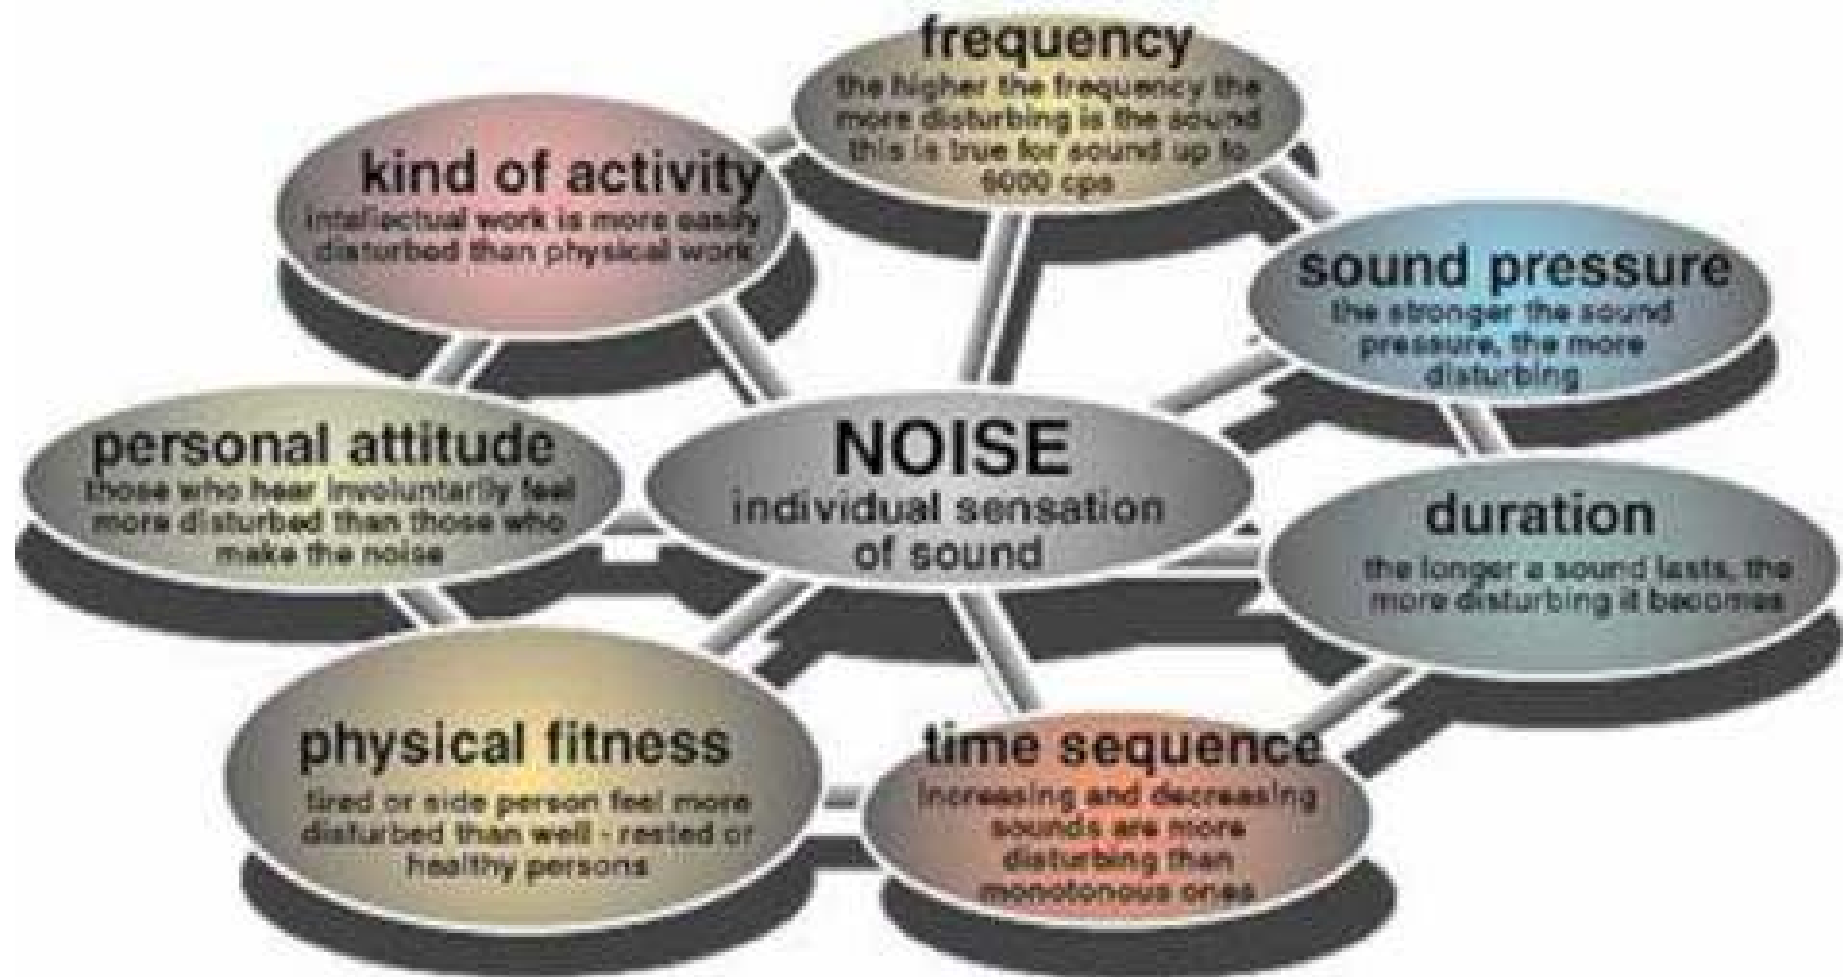 frequency
the higher the frequency the
more disturbing is the sound
this is true for sound up to
6000 cps
kind of activity
intellectual work is more easily
disturbed than physical work
sound pressure
the stronger the sound
pressure, the more
disturbing
personal attitude
those who hear involuntarily feel
more disturbed than those who
make the noise
NOISE
individual sensation
of sound
duration
the longer a sound lasts, the
more disturbing it becomes
physical fitness
tired or side person feel more
disturbed than well - rested or
healthy persons
time sequence
increasing and decreasing
sounds are more
disturbing than
monotonous ones